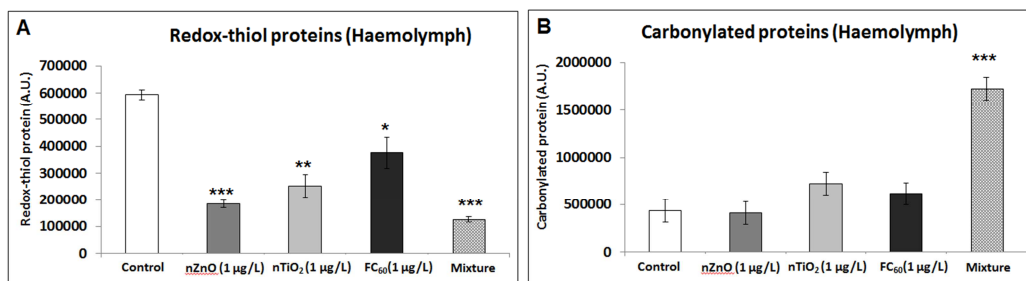 A
Redox-thiol proteins (Haemolymph)
Redox-thiol protein (A.U.)
700000
600000
500000
400000
300000
200000
100000
0
***
**
*
***
Control nZnO (1 µg/L) nTiO₂ (1 µg/L) FC₆₀(1 µg/L) Mixture
B
Carbonylated proteins (Haemolymph)
Carbonylated protein (A.U.)
2000000
1500000
1000000
500000
0
***
Control nZnO (1 µg/L) nTiO₂ (1 µg/L) FC₆₀(1 µg/L) Mixture